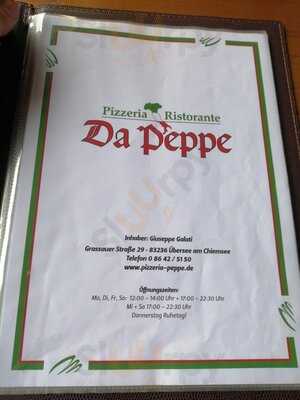 Pizzeria Ristorante
Da Peppe
Inhaber: Giuseppe Galati
Grassauer Straße 29 - 83236 Übersee am Chiemsee
Telefon 0 86 42 / 51 50
www.pizzeria-peppe.de
Öffnungszeiten:
Mo, Di, Fr, So: 12:00 – 14:00 Uhr + 17:00 – 22:30 Uhr
Mi + Sa 17:00 – 22:30 Uhr
Donnerstag Ruhetag!